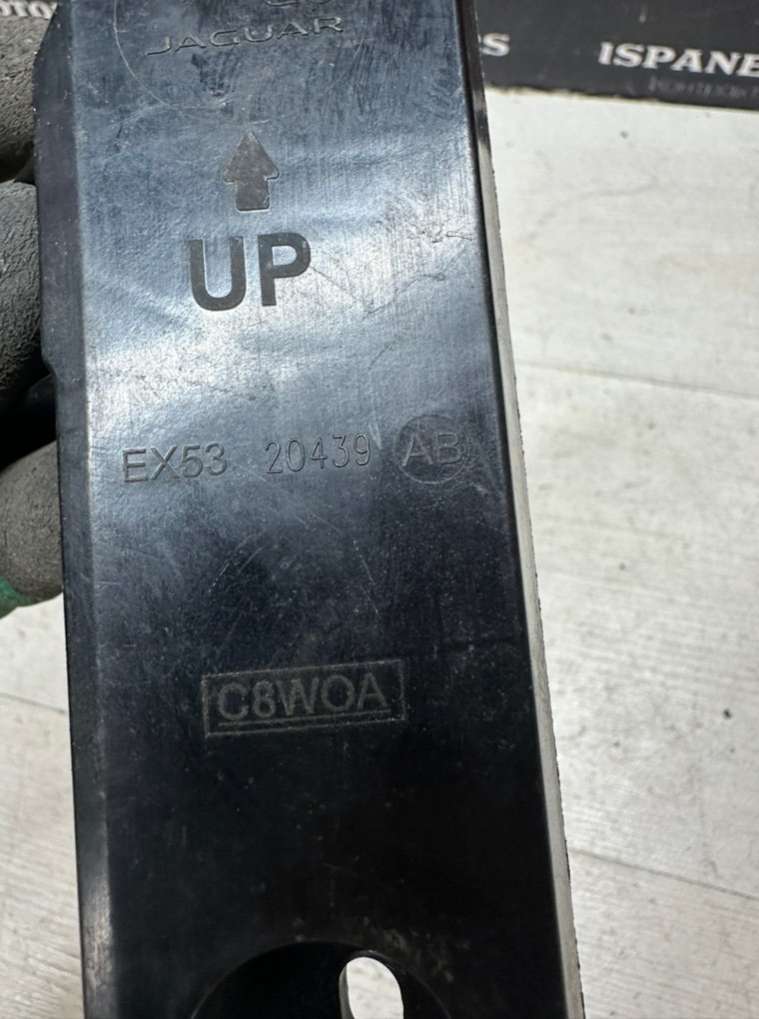 JAGUAR
S
ISPANE
UP
EX53 20439 AB
C8WOA